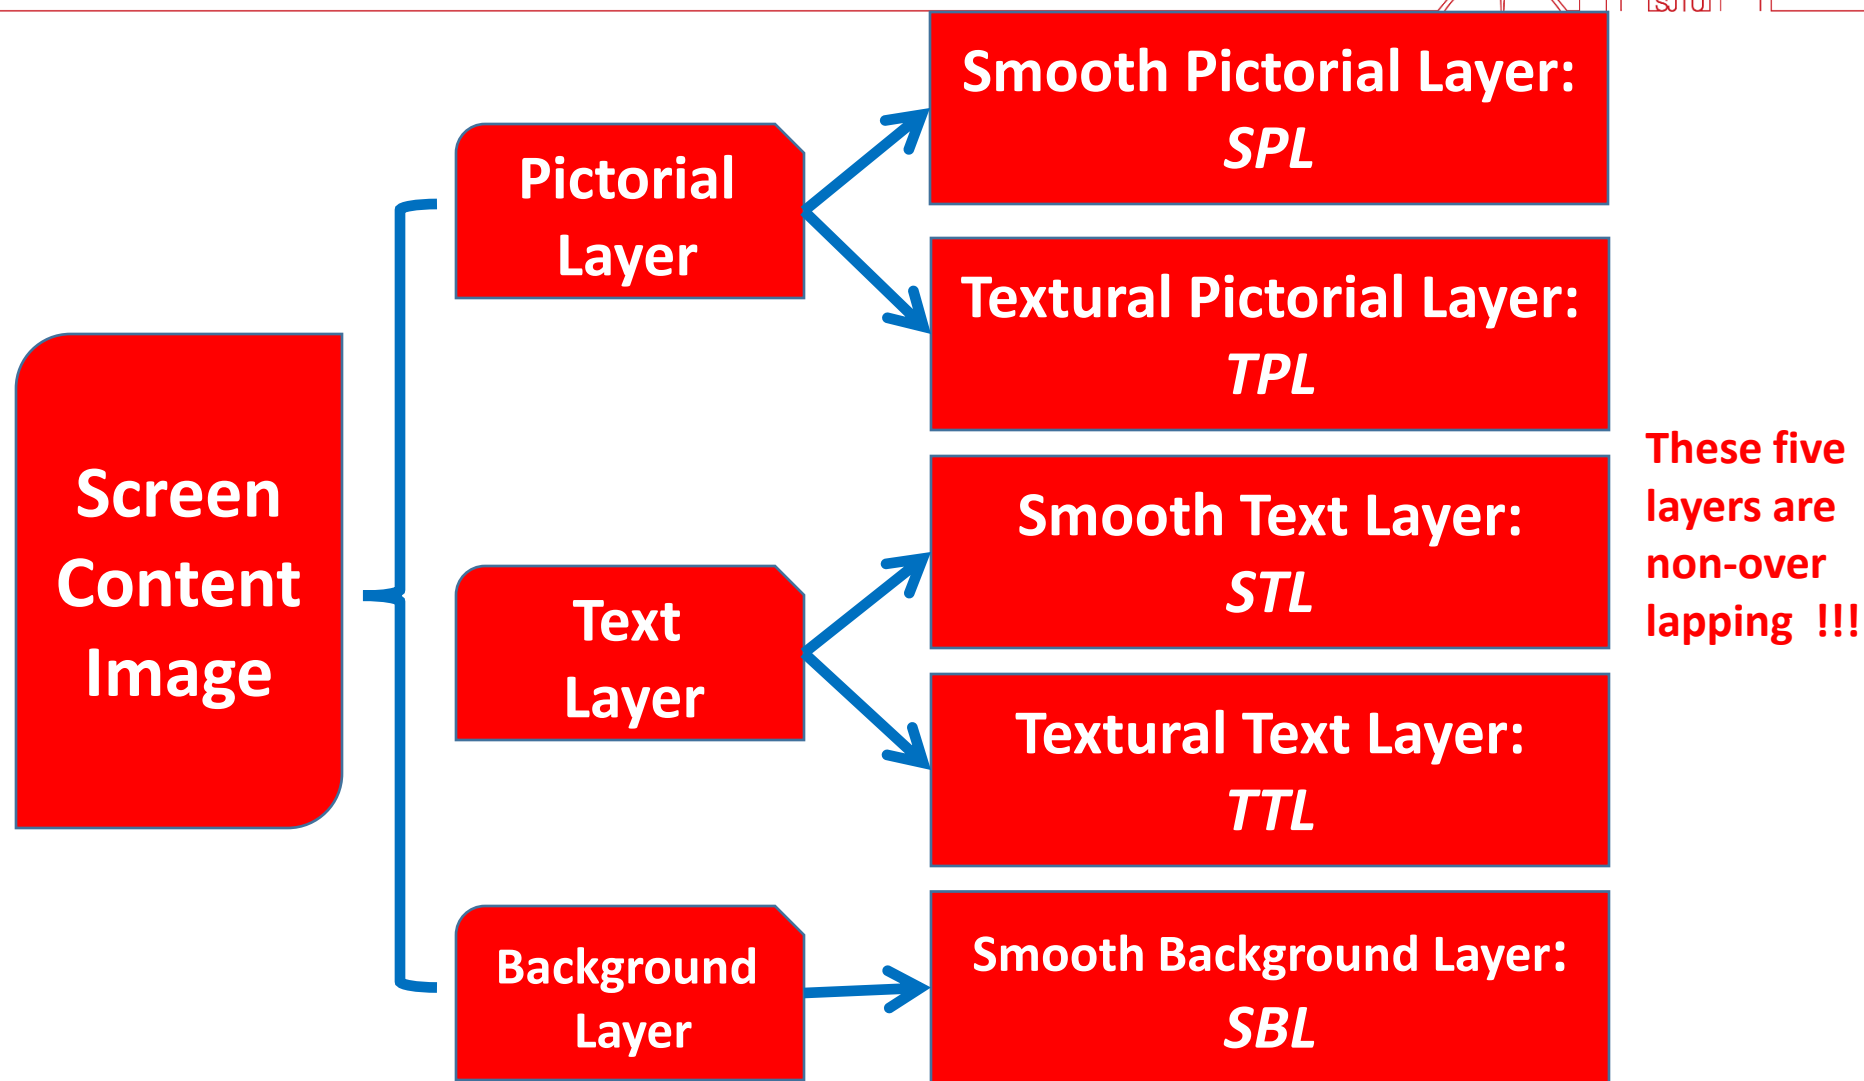 SJTU
Screen
Content
Image
Pictorial
Layer
Text
Layer
Background
Layer
Smooth Pictorial Layer:
SPL
Textural Pictorial Layer:
TPL
Smooth Text Layer:
STL
Textural Text Layer:
TTL
Smooth Background Layer:
SBL
These five
layers are
non-over
lapping !!!